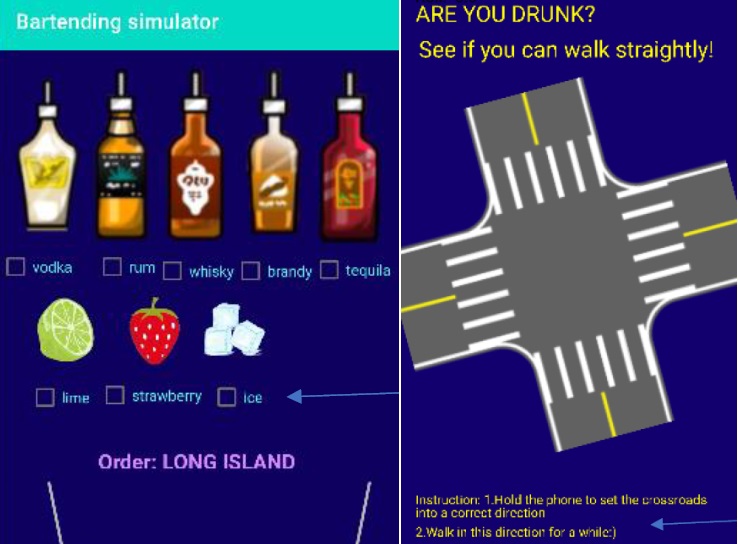 Bartending simulator
vodka
rum
whisky
brandy
tequila
lime
strawberry
ice
Order: LONG ISLAND
ARE YOU DRUNK?
See if you can walk straightly!
Instruction: 1.Hold the phone to set the crossroads
into a correct direction
2.Walk in this direction for a while:)